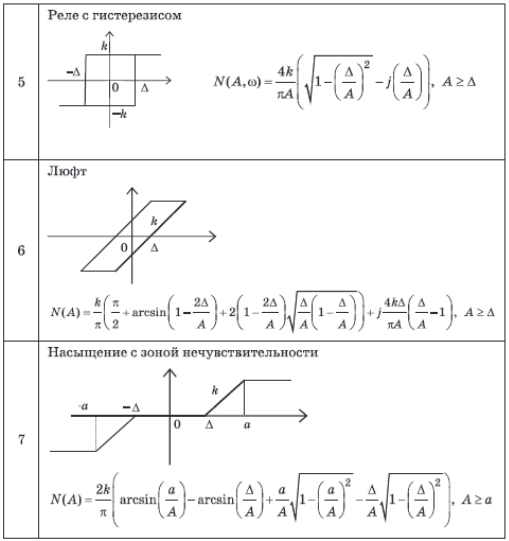 5
Реле с гистерезисом
k
−Δ
0
Δ
−k
N(A,ω)=4k/πA(√(1−(Δ/A)²)−j(Δ/A)), A≥Δ
6
Люфт
k
0
Δ
N(A)=k/π(π/2+arcsin(1−2Δ/A)+2(1−2Δ/A)√(Δ/A(1−Δ/A)))+j4kΔ/πA(Δ/A−1), A≥Δ
7
Насыщение с зоной нечувствительности
k
-a
−Δ
0
Δ
a
N(A)=2k/π(arcsin(a/A)−arcsin(Δ/A)+a/A√(1−(a/A)²)−Δ/A√(1−(Δ/A)²)), A≥a